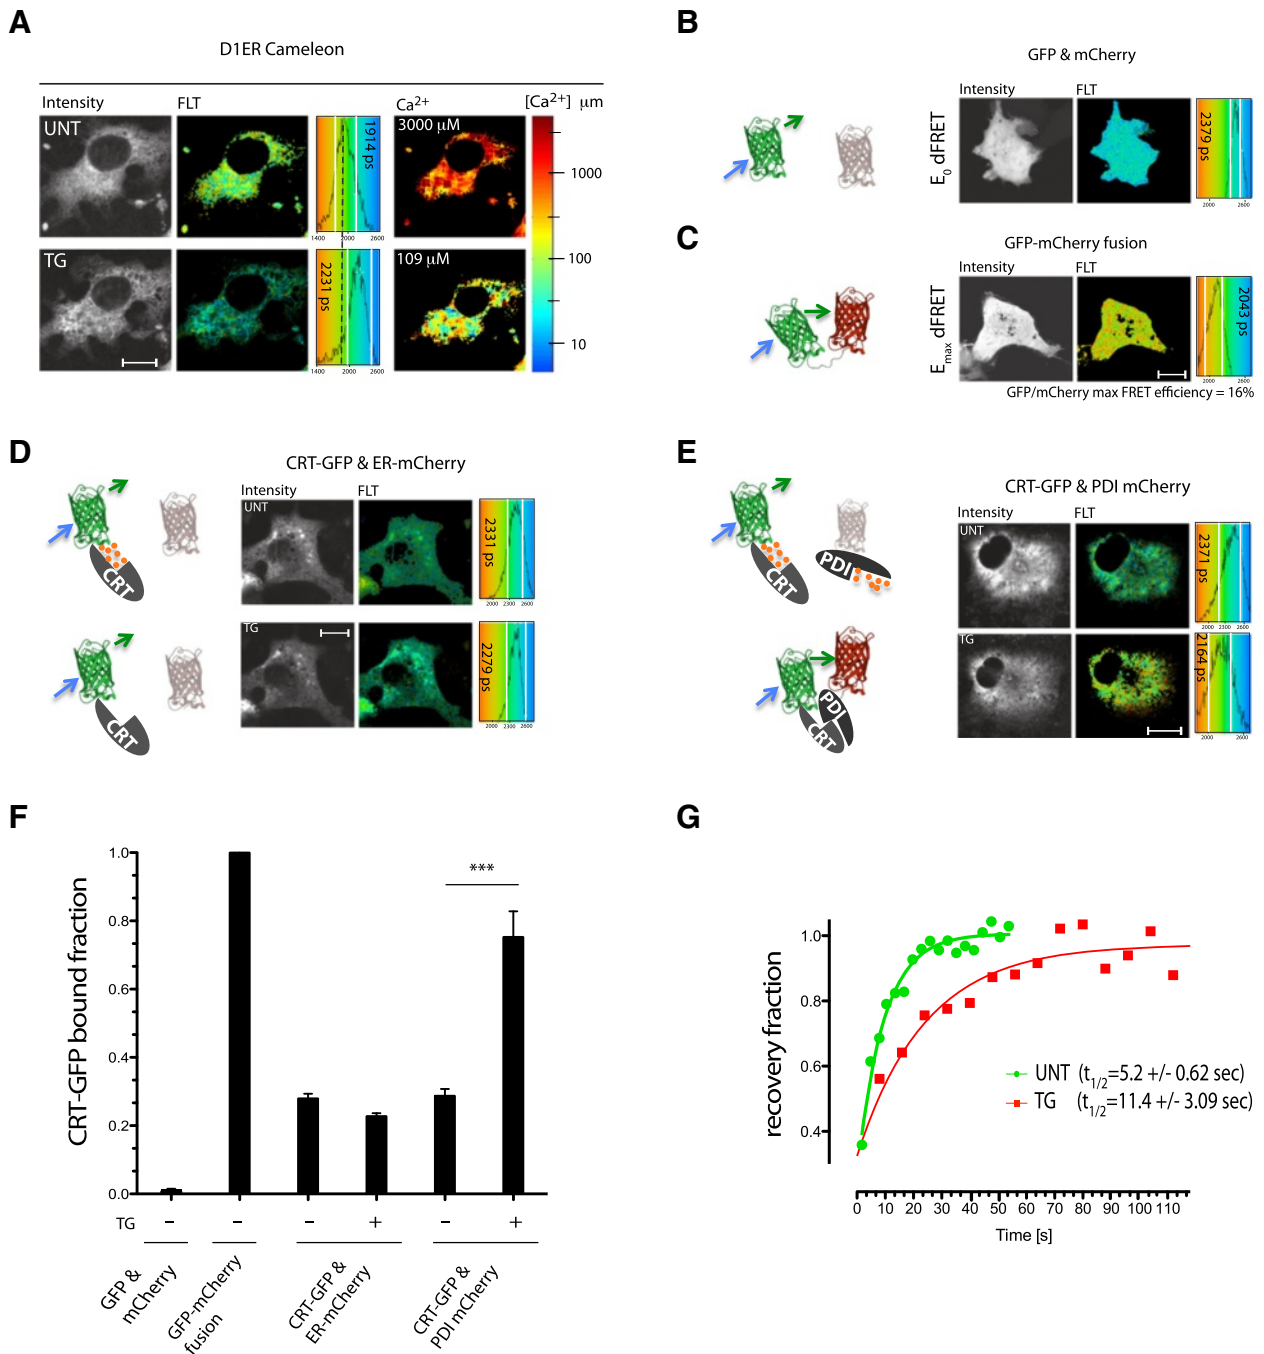 A
D1ER Cameleon
Intensity FLT Ca2+ [Ca2+] μm
UNT
1914 ps
3000 μM
1400 2000 2600
TG
2231 ps
109 μM
1400 2000 2600
1000
100
10
B
GFP & mCherry
Intensity FLT
E0 dFRET
2379 ps
2000 2600
C
GFP-mCherry fusion
Intensity FLT
Emax dFRET
2043 ps
2000 2600
GFP/mCherry max FRET efficiency = 16%
D
CRT-GFP & ER-mCherry
Intensity FLT
UNT
2331 ps
2000 2300 2600
CRT
TG
2279 ps
2000 2300 2600
CRT
E
CRT-GFP & PDI mCherry
Intensity FLT
UNT
2371 ps
2000 2300 2600
PDI
CRT
TG
2164 ps
2000 2600
PDI
CRT
F
CRT-GFP bound fraction
1.0
0.8
0.6
0.4
0.2
0.0
***
TG − − − + − +
GFP &
mCherry
GFP-mCherry
fusion
CRT-GFP &
ER-mCherry
CRT-GFP &
PDI mCherry
G
recovery fraction
1.0
0.8
0.6
0.4
UNT (t1/2=5.2 +/- 0.62 sec)
TG (t1/2=11.4 +/- 3.09 sec)
0 10 20 30 40 50 60 70 80 90 100 110
Time [s]